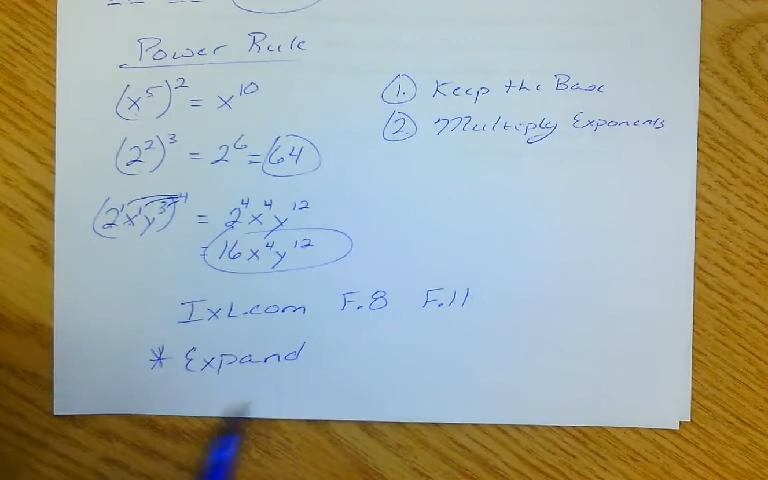 Power Rule
(x⁵)² = x¹⁰
① Keep the Base
② Multiply Exponents
(2²)³ = 2⁶ = 64
(2¹x¹y³)⁴ = 2⁴x⁴y¹²
= 16x⁴y¹²
IxL.com F.8 F.11
* Expand